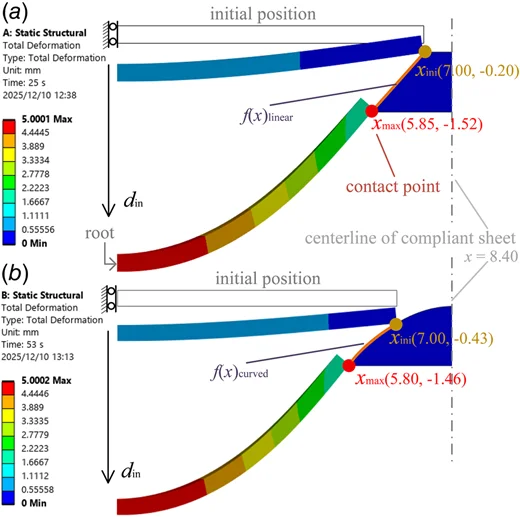 (a)
initial position
A: Static Structural
Total Deformation
Type: Total Deformation
Unit: mm
Time: 25 s
2025/12/10 12:38
xini(7.00, -0.20)
f(x)linear
5.0001 Max
4.4445
3.889
3.3334
2.7779
2.2223
1.6667
1.1111
0.55556
0 Min
xmax(5.85, -1.52)
contact point
din
root
centerline of compliant sheet
x = 8.40
(b)
initial position
B: Static Structural
Total Deformation
Type: Total Deformation
Unit: mm
Time: 53 s
2025/12/10 13:13
xini(7.00, -0.43)
f(x)curved
xmax(5.80, -1.46)
5.0002 Max
4.4446
3.889
3.3335
2.7779
2.2223
1.6667
1.1112
0.55558
0 Min
din